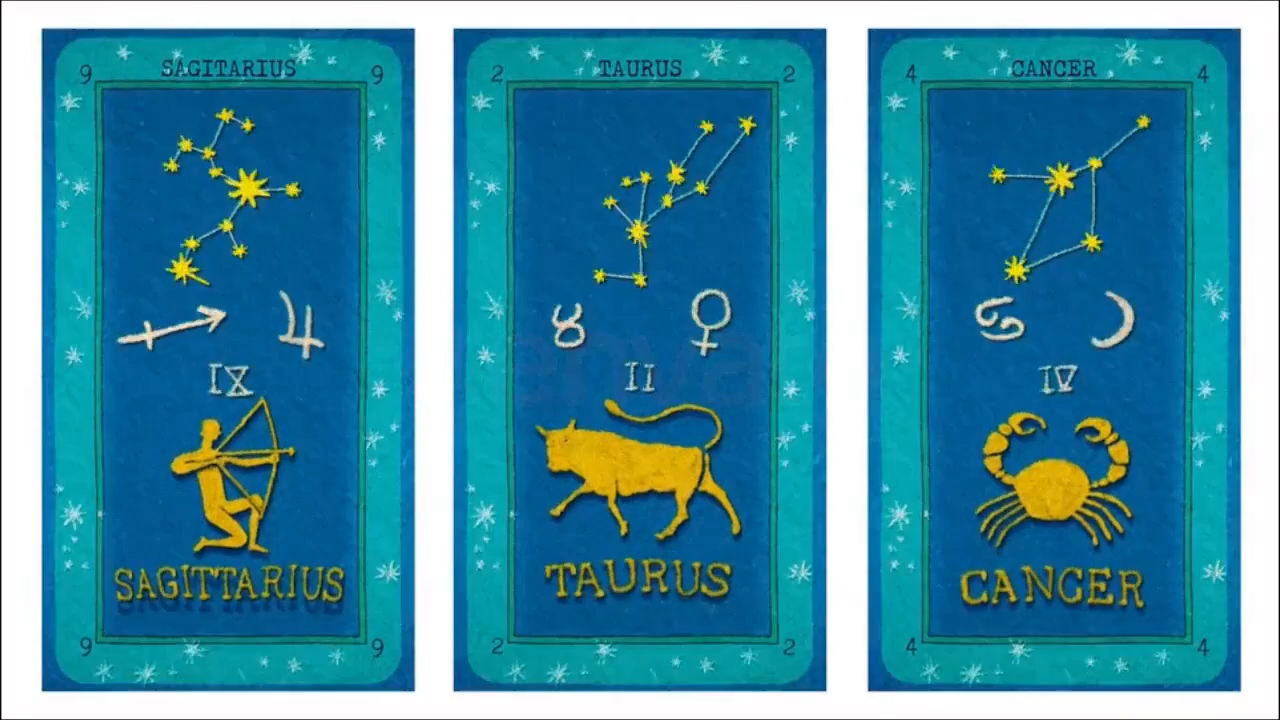 9 SAGITARIUS 9
IX
SAGITTARIUS
9 9
2 TAURUS 2
II
TAURUS
2 2
4 CANCER 4
IV
CANCER
4 4